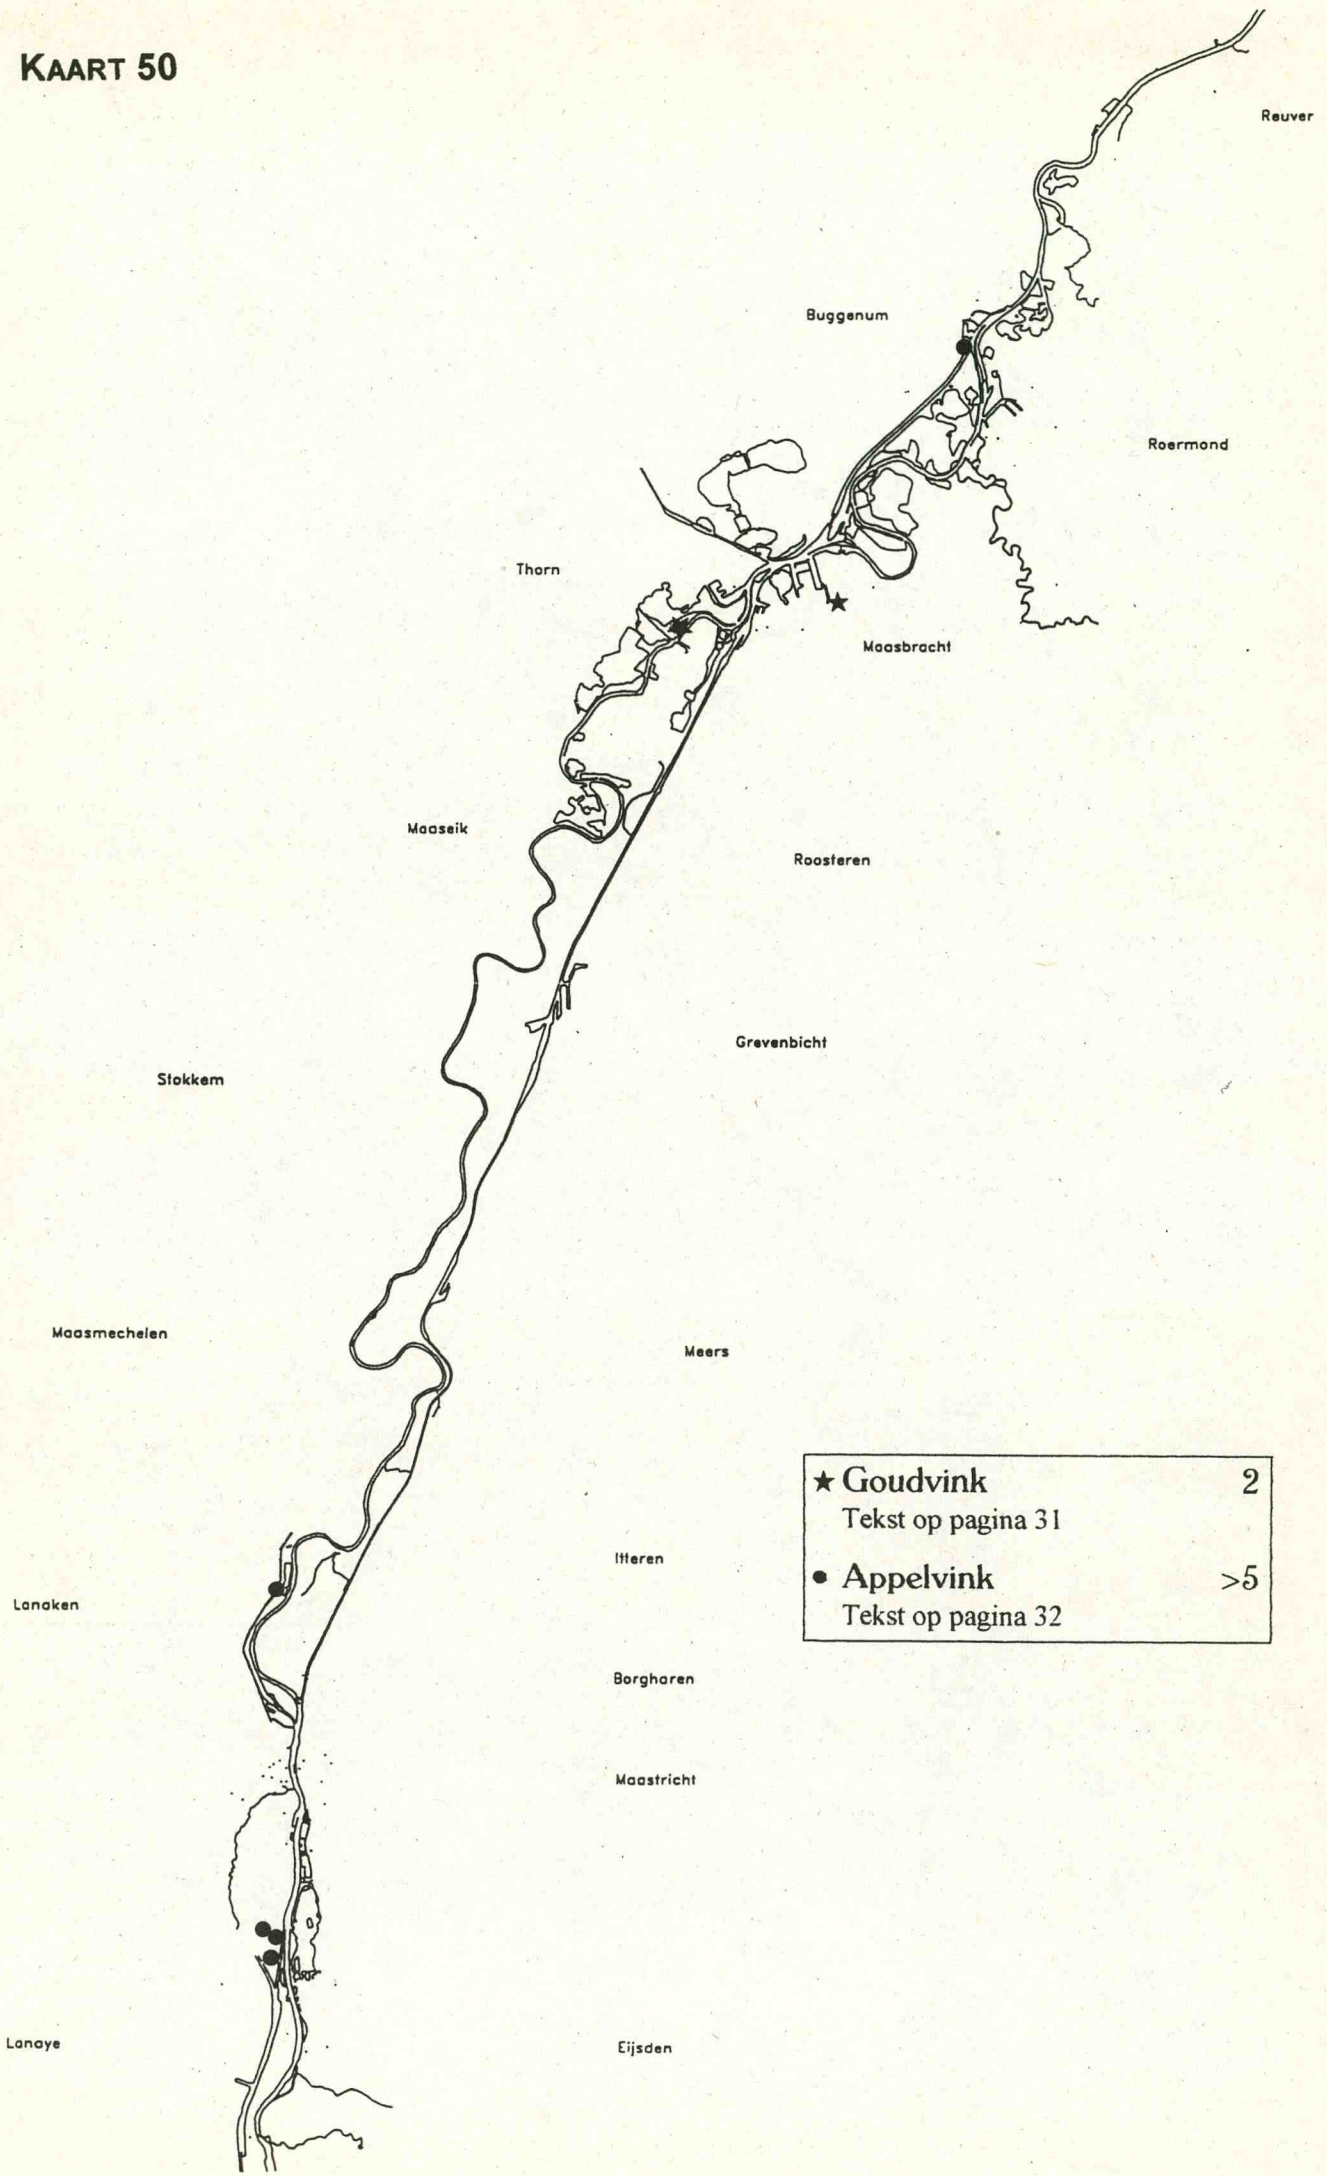 KAART 50
Reuver
Buggenum
Roermond
Thorn
Maasbracht
Maaseik
Roosteren
Grevenbicht
Stokkem
Maasmechelen
Meers
★ Goudvink 2
Tekst op pagina 31
● Appelvink >5
Tekst op pagina 32
Itteren
Lanaken
Borgharen
Maastricht
Lanaye
Eijsden